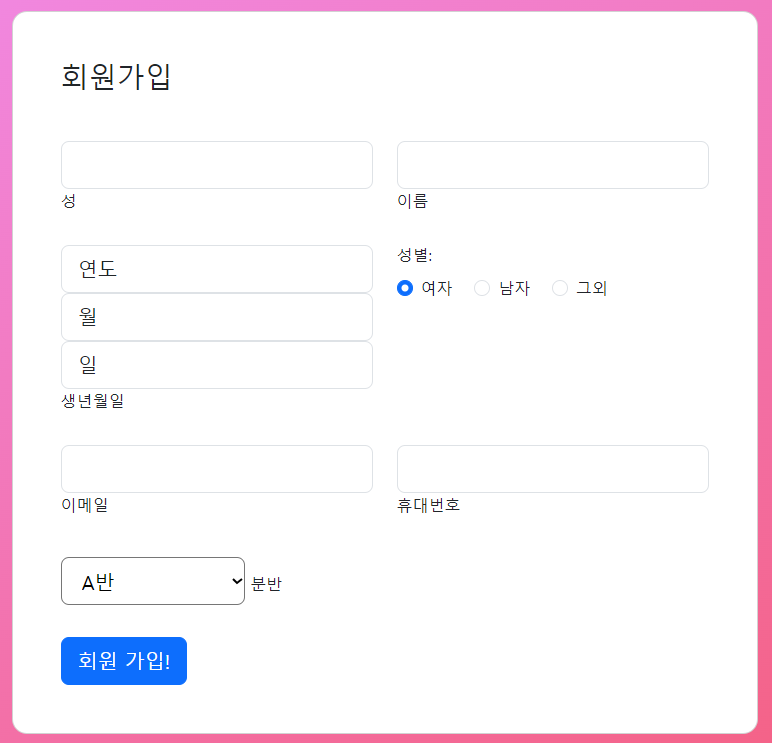 회원가입
성 이름
연도 성별:
월 여자 남자 그외
일
생년월일
이메일 휴대번호
A반 분반
회원 가입!